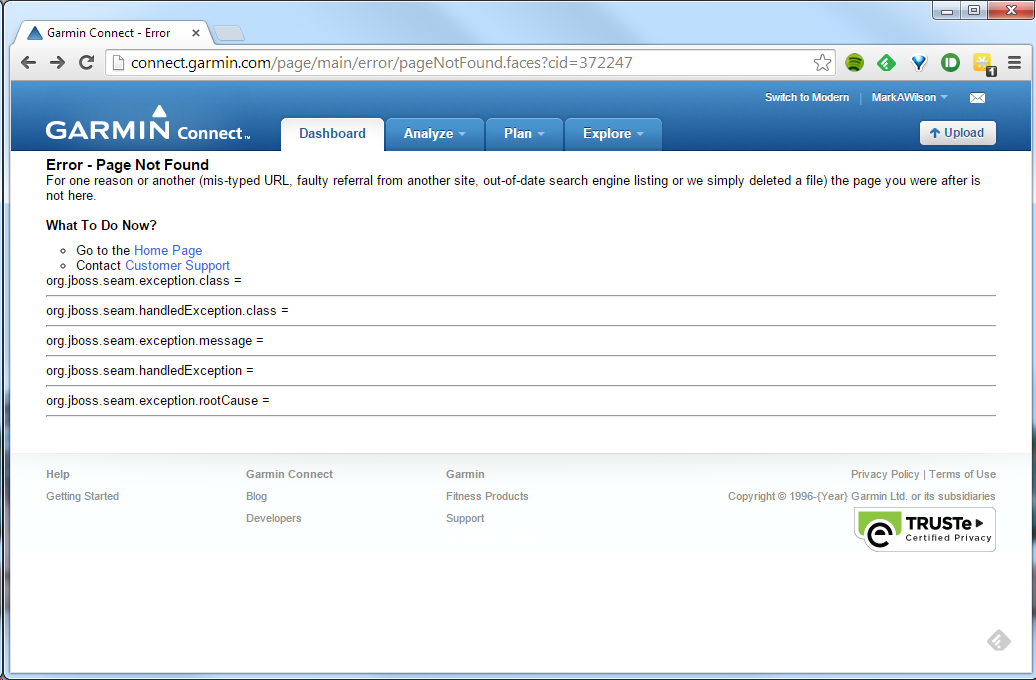 Garmin Connect - Error
connect.garmin.com/page/main/error/pageNotFound.faces?cid=372247
1
Switch to Modern | MarkAWilson
GARMIN Connect™
Dashboard Analyze Plan Explore
Upload
Error - Page Not Found
For one reason or another (mis-typed URL, faulty referral from another site, out-of-date search engine listing or we simply deleted a file) the page you were after is
not here.
What To Do Now?
Go to the Home Page
Contact Customer Support
org.jboss.seam.exception.class =
org.jboss.seam.handledException.class =
org.jboss.seam.exception.message =
org.jboss.seam.handledException =
org.jboss.seam.exception.rootCause =
Help Garmin Connect Garmin Privacy Policy | Terms of Use
Getting Started Blog Fitness Products Copyright © 1996-{Year} Garmin Ltd. or its subsidiaries
Developers Support
TRUSTe
Certified Privacy